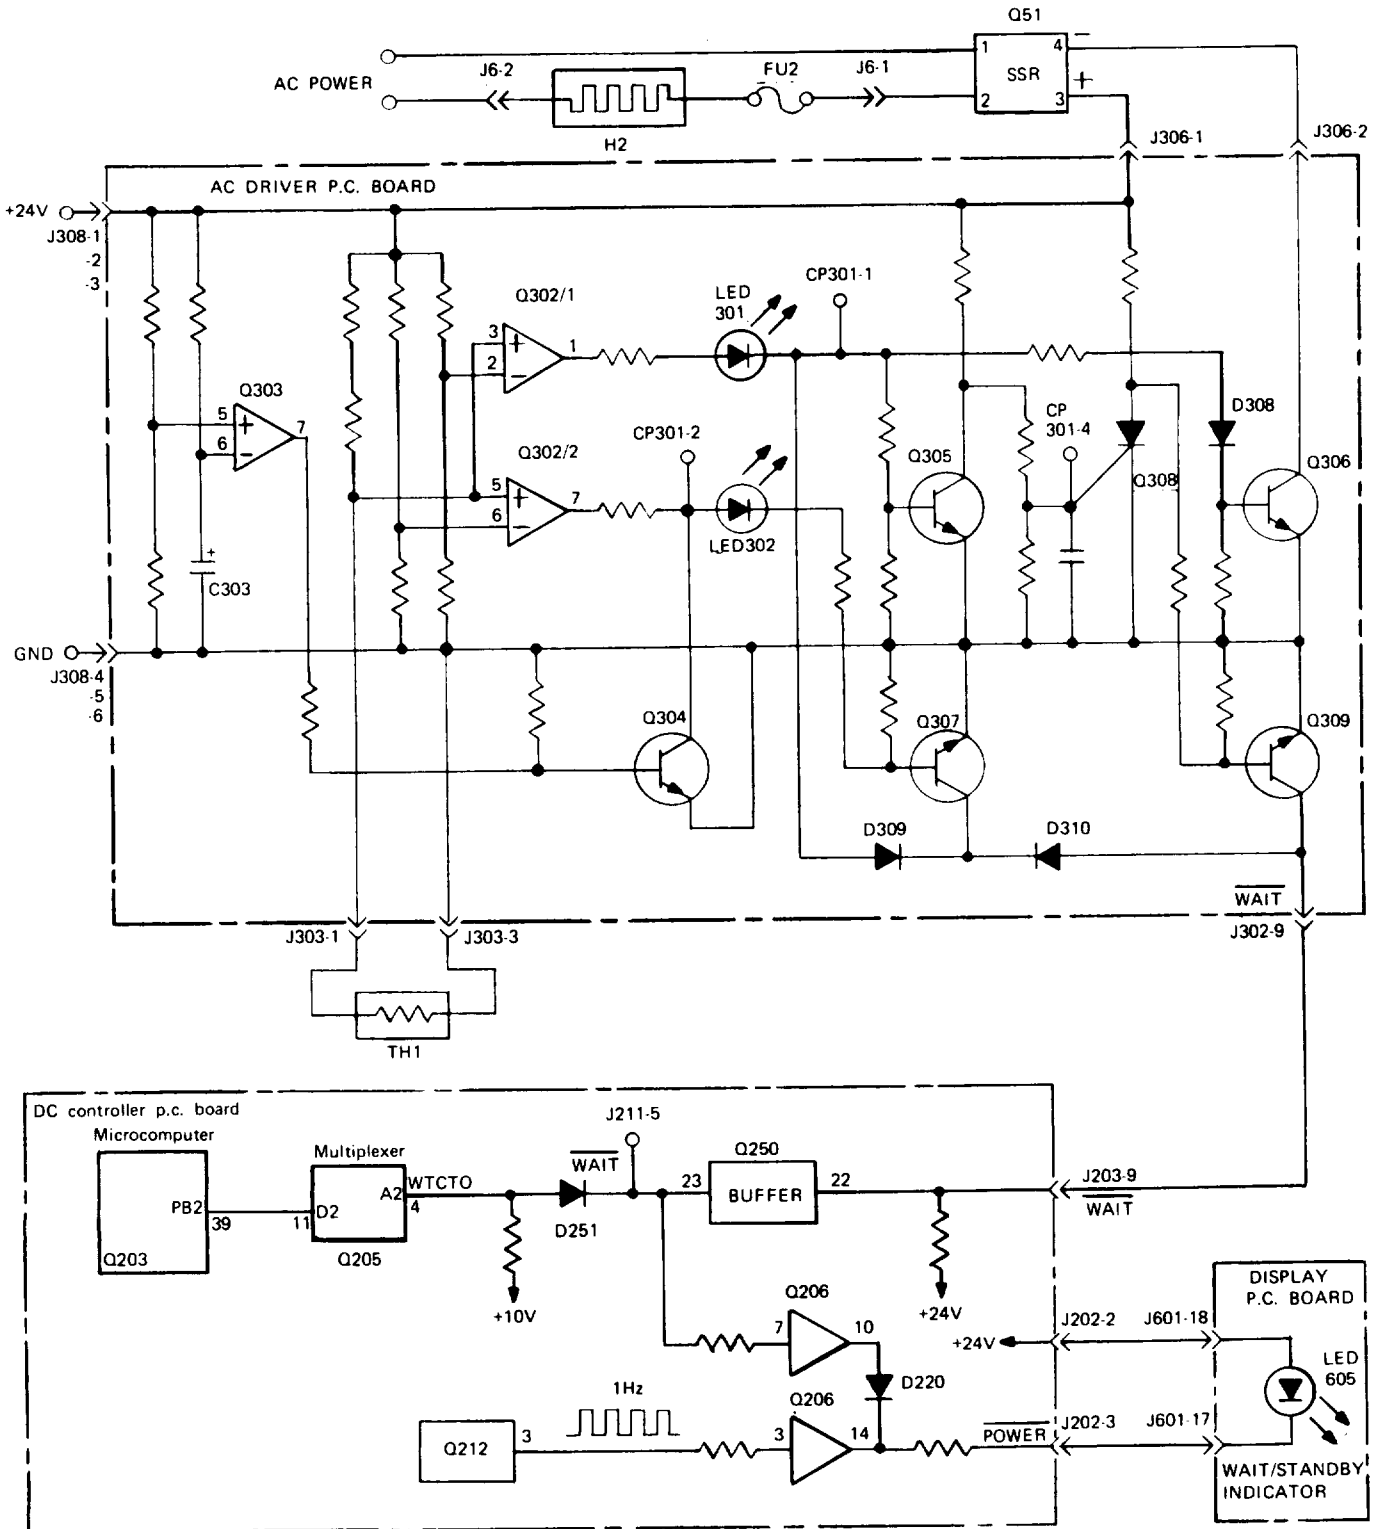 Q51
1 4 −
AC POWER
J6-2
FU2
J6-1
SSR
2 3 +
H2
J306-1
J306-2
AC DRIVER P.C. BOARD
+24V
J308-1
-2
-3
Q302/1
LED
301
CP301-1
3 +
2 −
1
Q303
5 +
6 −
7
CP301-2
CP
301-4
D308
Q302/2
5 +
6 −
7
Q305
Q308
Q306
LED302
+
C303
GND
J308-4
-5
-6
Q304
Q307
Q309
D309
D310
WAIT
J303-1
J303-3
J302-9
TH1
DC controller p.c. board
Microcomputer
Multiplexer
J211-5
WAIT
Q250
PB2
39
11
D2
A2
WTCTO
4
23
BUFFER
22
J203-9
WAIT
Q203
Q205
D251
+10V
Q206
+24V
7
10
DISPLAY
P.C. BOARD
+24V
J202-2
J601-18
LED
605
D220
1Hz
Q206
Q212
3
3
14
POWER
J202-3
J601-17
WAIT/STANDBY
INDICATOR